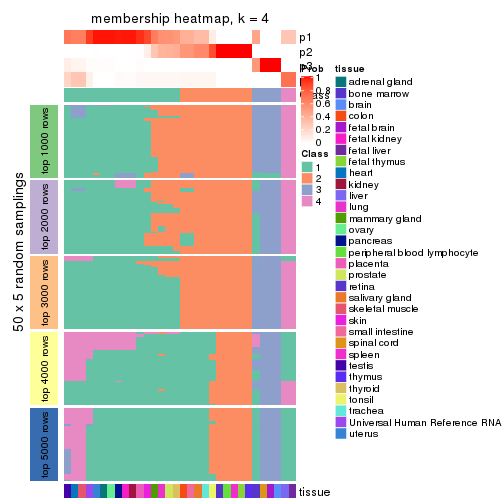 membership heatmap, k = 4
p1
p2
p3
Prob
1
0.8
0.6
0.4
0.2
0
Class
1
2
3
4
50 x 5 random samplings
top 1000 rows
top 2000 rows
top 3000 rows
top 4000 rows
top 5000 rows
tissue
tissue
adrenal gland
bone marrow
brain
colon
fetal brain
fetal kidney
fetal liver
fetal thymus
heart
kidney
liver
lung
mammary gland
ovary
pancreas
peripheral blood lymphocyte
placenta
prostate
retina
salivary gland
skeletal muscle
skin
small intestine
spinal cord
spleen
testis
thymus
thyroid
tonsil
trachea
Universal Human Reference RNA
uterus